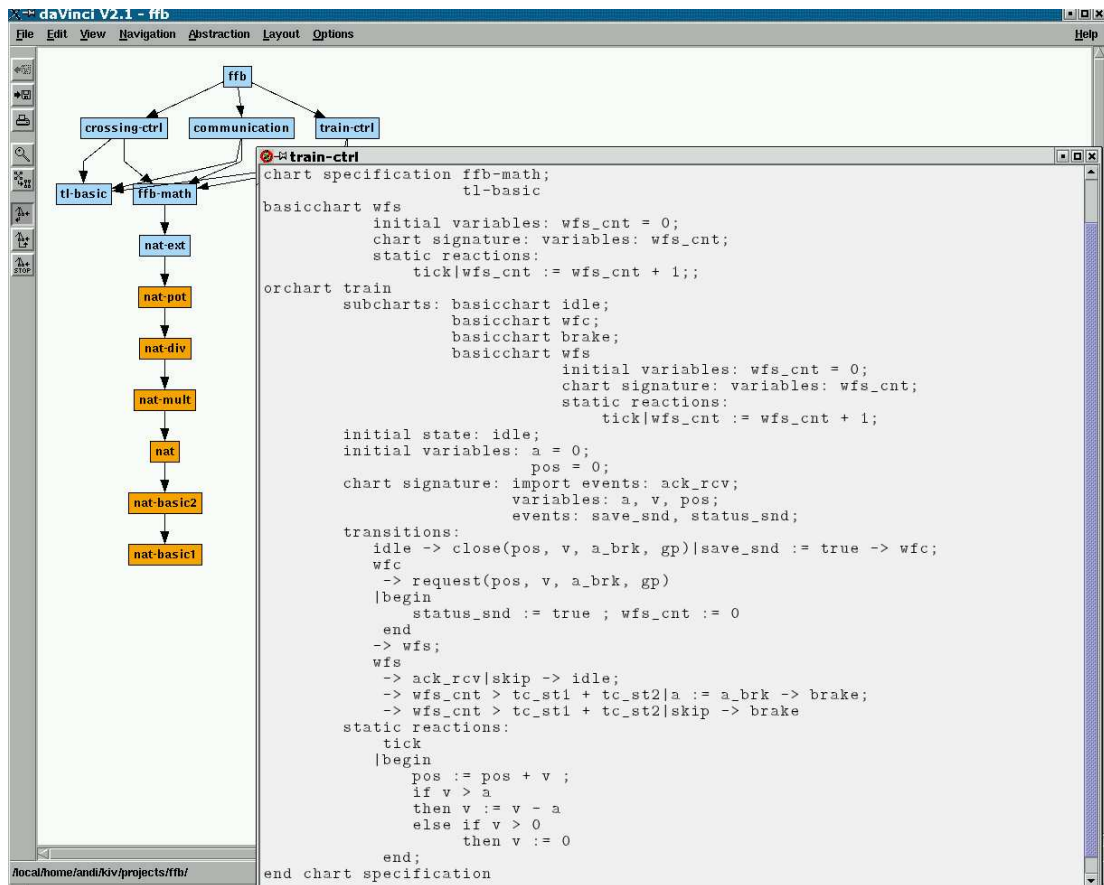 daVinci V2.1 - ffb
File Edit View Navigation Abstraction Layout Options Help
ffb
crossing-ctrl communication train-ctrl
tl-basic ffb-math
nat-ext
nat-pot
nat-div
nat-mult
nat
nat-basic2
nat-basic1
STOP
train-ctrl
chart specification ffb-math;
tl-basic
basicchart wfs
initial variables: wfs_cnt = 0;
chart signature: variables: wfs_cnt;
static reactions:
tick|wfs_cnt := wfs_cnt + 1;;
orchart train
subcharts: basicchart idle;
basicchart wfc;
basicchart brake;
basicchart wfs
initial variables: wfs_cnt = 0;
chart signature: variables: wfs_cnt;
static reactions:
tick|wfs_cnt := wfs_cnt + 1;
initial state: idle;
initial variables: a = 0;
pos = 0;
chart signature: import events: ack_rcv;
variables: a, v, pos;
events: save_snd, status_snd;
transitions:
idle -> close(pos, v, a_brk, gp)|save_snd := true -> wfc;
wfc
-> request(pos, v, a_brk, gp)
|begin
status_snd := true ; wfs_cnt := 0
end
-> wfs;
wfs
-> ack_rcv|skip -> idle;
-> wfs_cnt > tc_st1 + tc_st2|a := a_brk -> brake;
-> wfs_cnt > tc_st1 + tc_st2|skip -> brake
static reactions:
tick
|begin
pos := pos + v ;
if v > a
then v := v - a
else if v > 0
then v := 0
end;
end chart specification
/local/home/andi/kiv/projects/ffb/